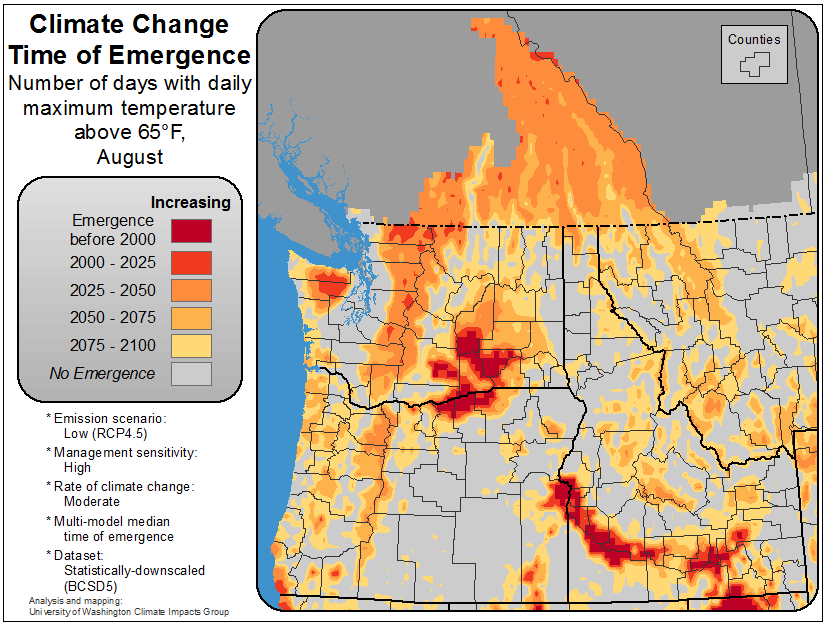 Climate Change
Time of Emergence
Number of days with daily
maximum temperature
above 65°F,
August
Increasing
Emergence
before 2000
2000 - 2025
2025 - 2050
2050 - 2075
2075 - 2100
No Emergence
* Emission scenario:
Low (RCP4.5)
* Management sensitivity:
High
* Rate of climate change:
Moderate
* Multi-model median
time of emergence
* Dataset:
Statistically-downscaled
(BCSD5)
Analysis and mapping:
University of Washington Climate Impacts Group
Counties